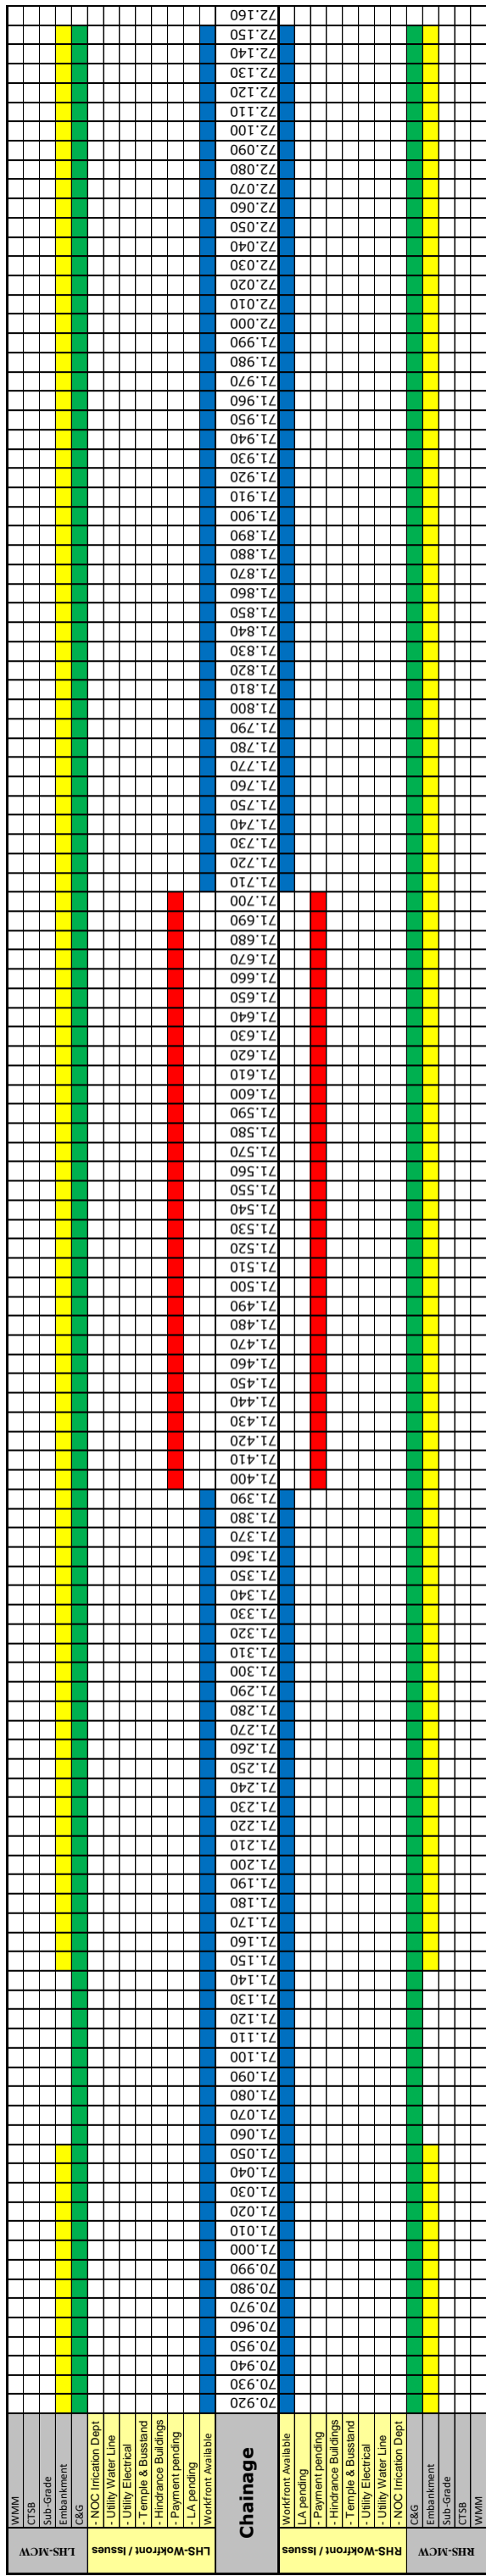 LHS-MCW
WMM
CTSB
Sub-Grade
Embankment
C&G
LHS-Wokfront / Issues
- NOC Irrication Dept
- Utility Water Line
- Utility Electrical
- Temple & Busstand
- Hindrance Buildings
- Payment pending
- LA pending
Workfront Available
Chainage
70.920 70.930 70.940 70.950 70.960 70.970 70.980 70.990 71.000 71.010 71.020 71.030 71.040 71.050 71.060 71.070 71.080 71.090 71.100 71.110 71.120 71.130 71.140 71.150 71.160 71.170 71.180 71.190 71.200 71.210 71.220 71.230 71.240 71.250 71.260 71.270 71.280 71.290 71.300 71.310 71.320 71.330 71.340 71.350 71.360 71.370 71.380 71.390 71.400 71.410 71.420 71.430 71.440 71.450 71.460 71.470 71.480 71.490 71.500 71.510 71.520 71.530 71.540 71.550 71.560 71.570 71.580 71.590 71.600 71.610 71.620 71.630 71.640 71.650 71.660 71.670 71.680 71.690 71.700 71.710 71.720 71.730 71.740 71.750 71.760 71.770 71.780 71.790 71.800 71.810 71.820 71.830 71.840 71.850 71.860 71.870 71.880 71.890 71.900 71.910 71.920 71.930 71.940 71.950 71.960 71.970 71.980 71.990 72.000 72.010 72.020 72.030 72.040 72.050 72.060 72.070 72.080 72.090 72.100 72.110 72.120 72.130 72.140 72.150 72.160
RHS-Wokfront / Issues
Workfront Available
LA pending
- Payment pending
- Hindrance Buildings
- Temple & Busstand
- Utility Electrical
- Utility Water Line
- NOC Irrication Dept
RHS-MCW
C&G
Embankment
Sub-Grade
CTSB
WMM